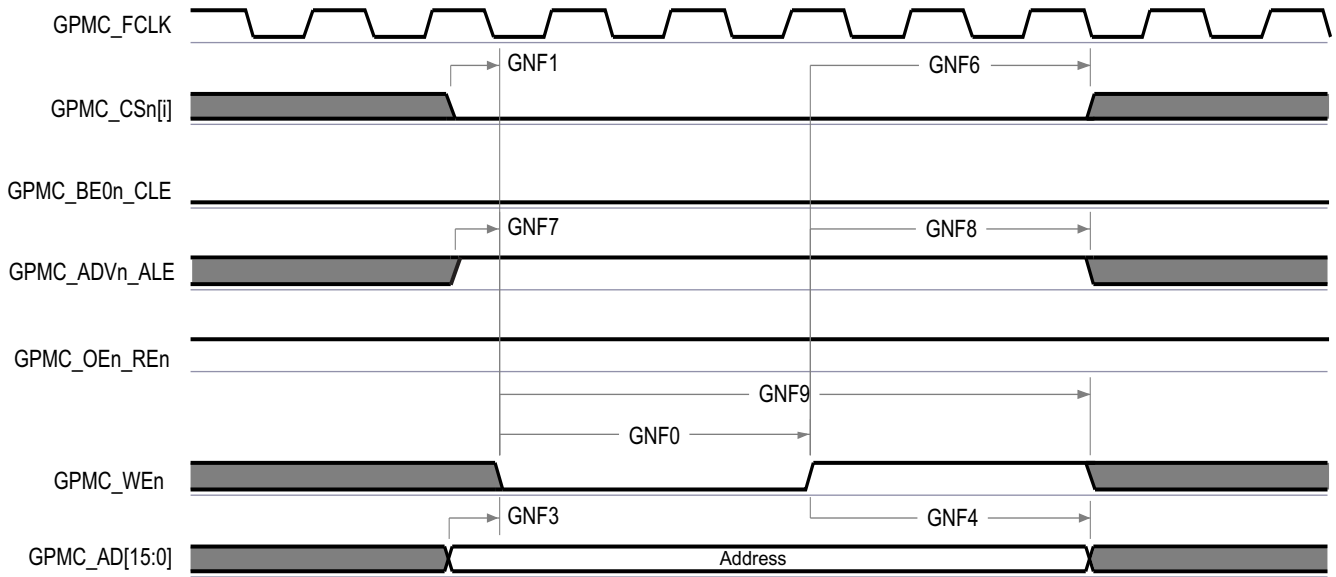 GPMC_FCLK
GNF1
GNF6
GPMC_CSn[i]
GPMC_BE0n_CLE
GNF7
GNF8
GPMC_ADVn_ALE
GPMC_OEn_REn
GNF9
GNF0
GPMC_WEn
GNF3
GNF4
GPMC_AD[15:0]
Address